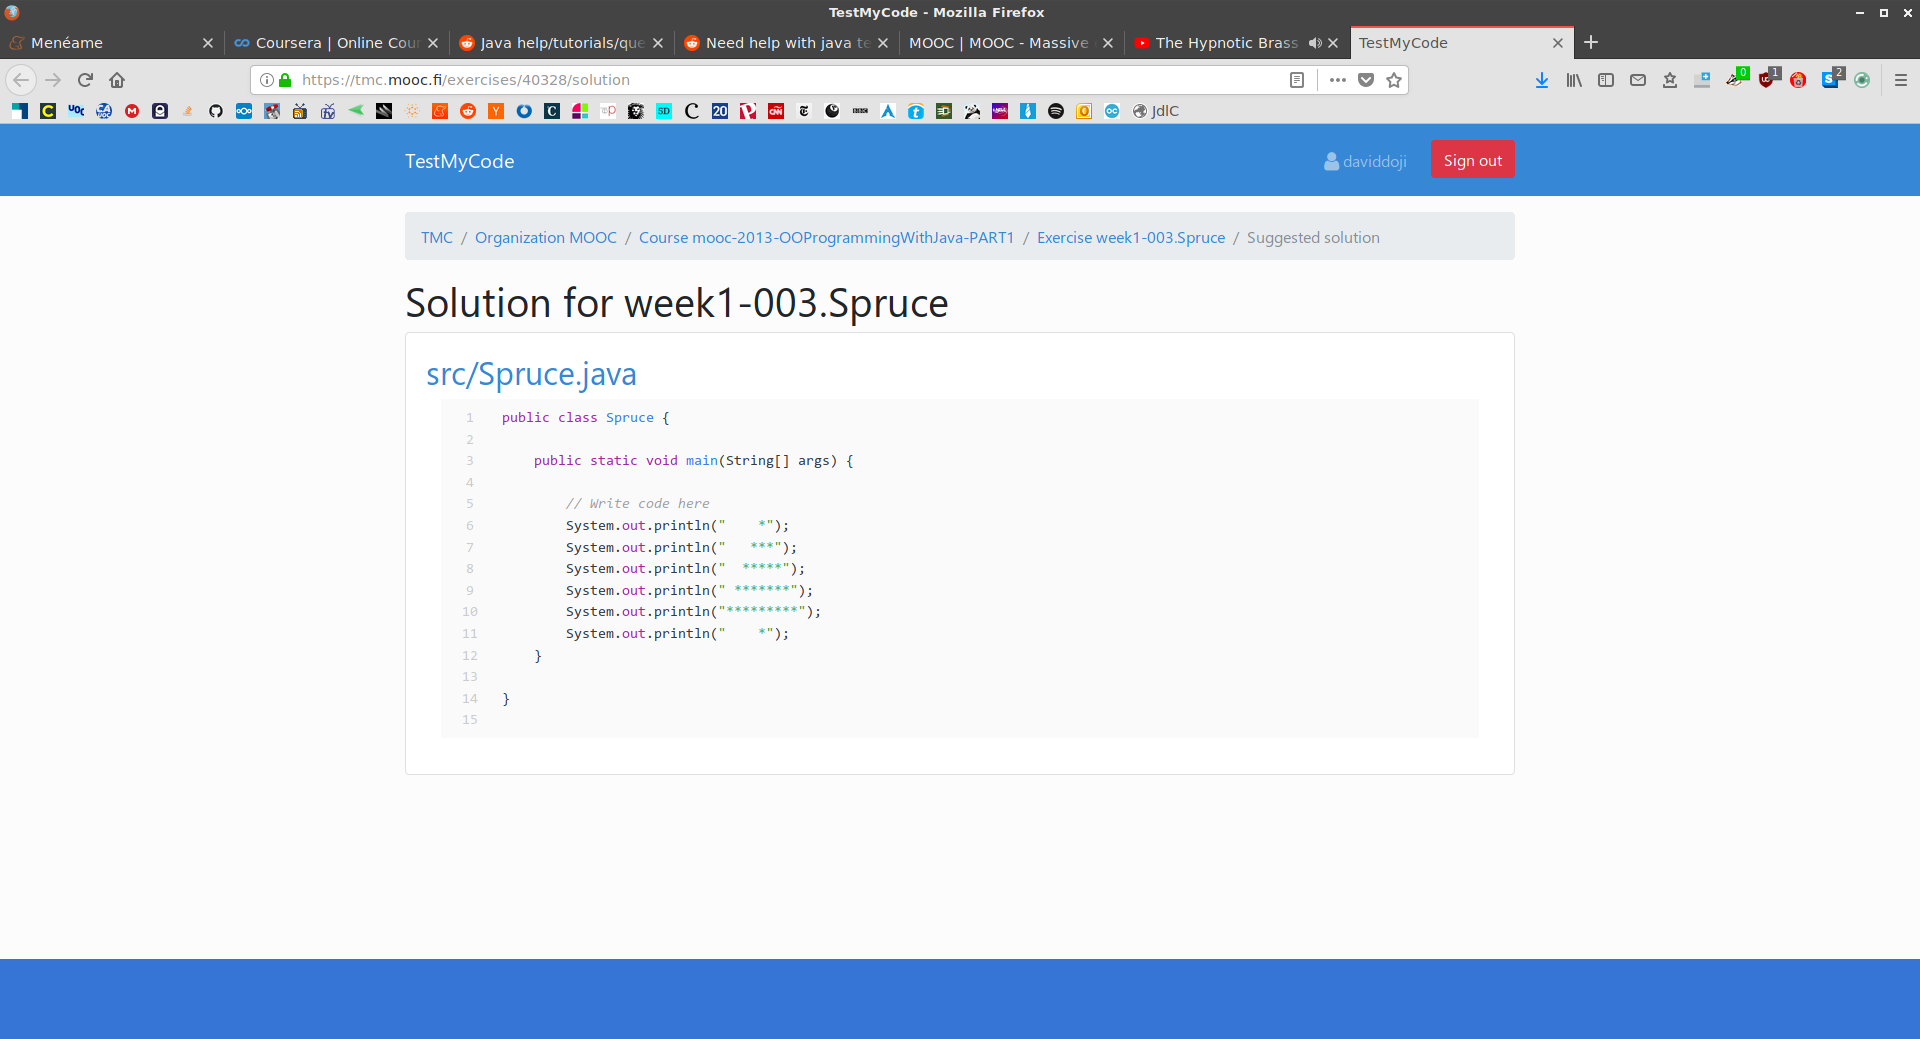 TestMyCode - Mozilla Firefox
Menéame
Coursera | Online Cour
Java help/tutorials/que
Need help with java te
MOOC | MOOC - Massive
The Hypnotic Brass
TestMyCode
https://tmc.mooc.fi/exercises/40328/solution
0
1
2
JdlC
TestMyCode
daviddoji
Sign out
TMC / Organization MOOC / Course mooc-2013-OOProgrammingWithJava-PART1 / Exercise week1-003.Spruce / Suggested solution
Solution for week1-003.Spruce
src/Spruce.java
1 public class Spruce {
2
3     public static void main(String[] args) {
4
5         // Write code here
6         System.out.println("    *");
7         System.out.println("   ***");
8         System.out.println("  *****");
9         System.out.println(" *******");
10         System.out.println("*********");
11         System.out.println("    *");
12     }
13
14 }
15